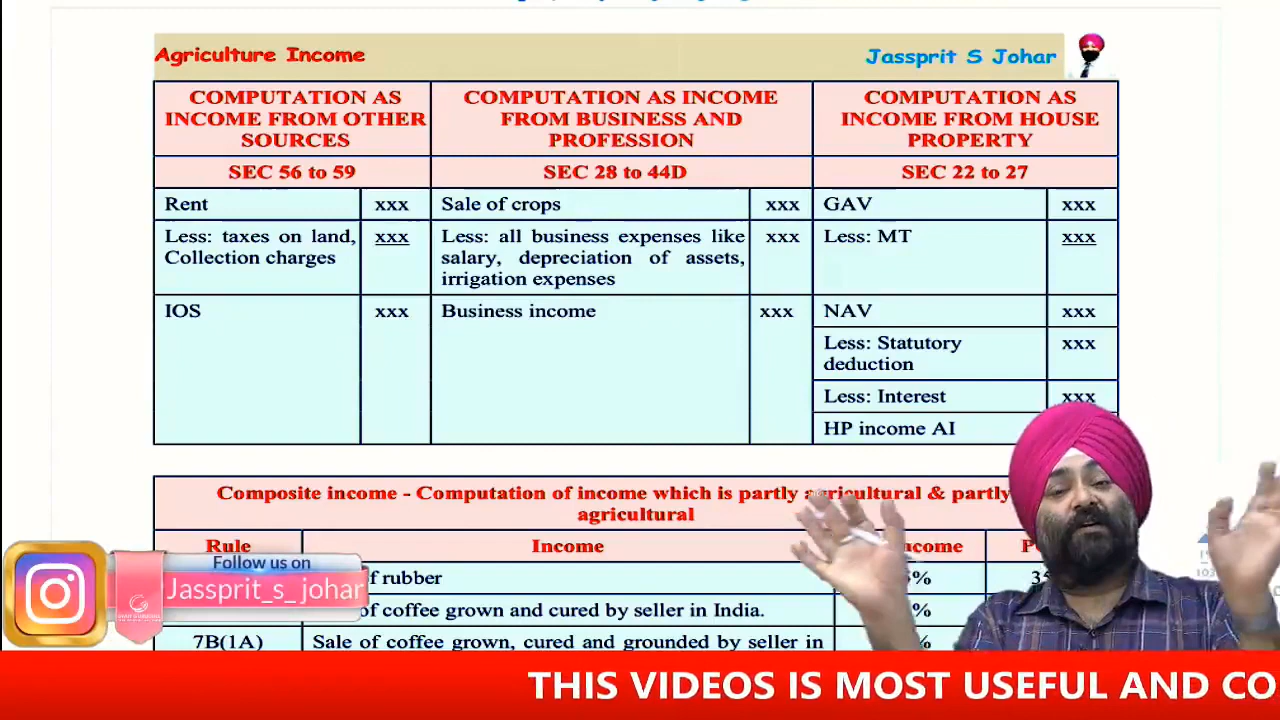 Agriculture Income
Jassprit S Johar
COMPUTATION AS
INCOME FROM OTHER
SOURCES
COMPUTATION AS INCOME
FROM BUSINESS AND
PROFESSION
COMPUTATION AS
INCOME FROM HOUSE
PROPERTY
SEC 56 to 59
SEC 28 to 44D
SEC 22 to 27
Rent xxx
Sale of crops xxx
GAV xxx
Less: taxes on land, xxx
Collection charges
Less: all business expenses like xxx
salary, depreciation of assets,
irrigation expenses
Less: MT xxx
IOS xxx
Business income xxx
NAV xxx
Less: Statutory xxx
deduction
Less: Interest xxx
HP income AI
Composite income - Computation of income which is partly agricultural & partly
agricultural
Rule Income
of rubber
of coffee grown and cured by seller in India.
7B(1A) Sale of coffee grown, cured and grounded by seller in
Follow us on
Jassprit_s_johar
THIS VIDEOS IS MOST USEFUL AND CO